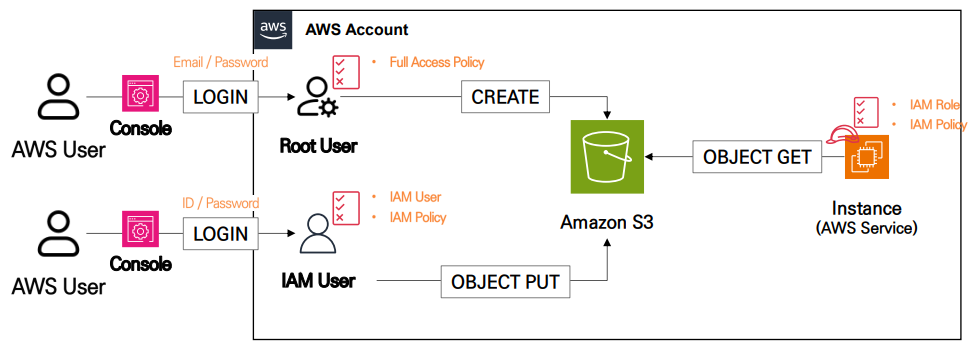 aws
AWS Account
Email / Password
• Full Access Policy
LOGIN
CREATE
Console
AWS User
Root User
• IAM Role
• IAM Policy
OBJECT GET
Amazon S3
Instance
(AWS Service)
ID / Password
• IAM User
• IAM Policy
LOGIN
Console
AWS User
IAM User
OBJECT PUT